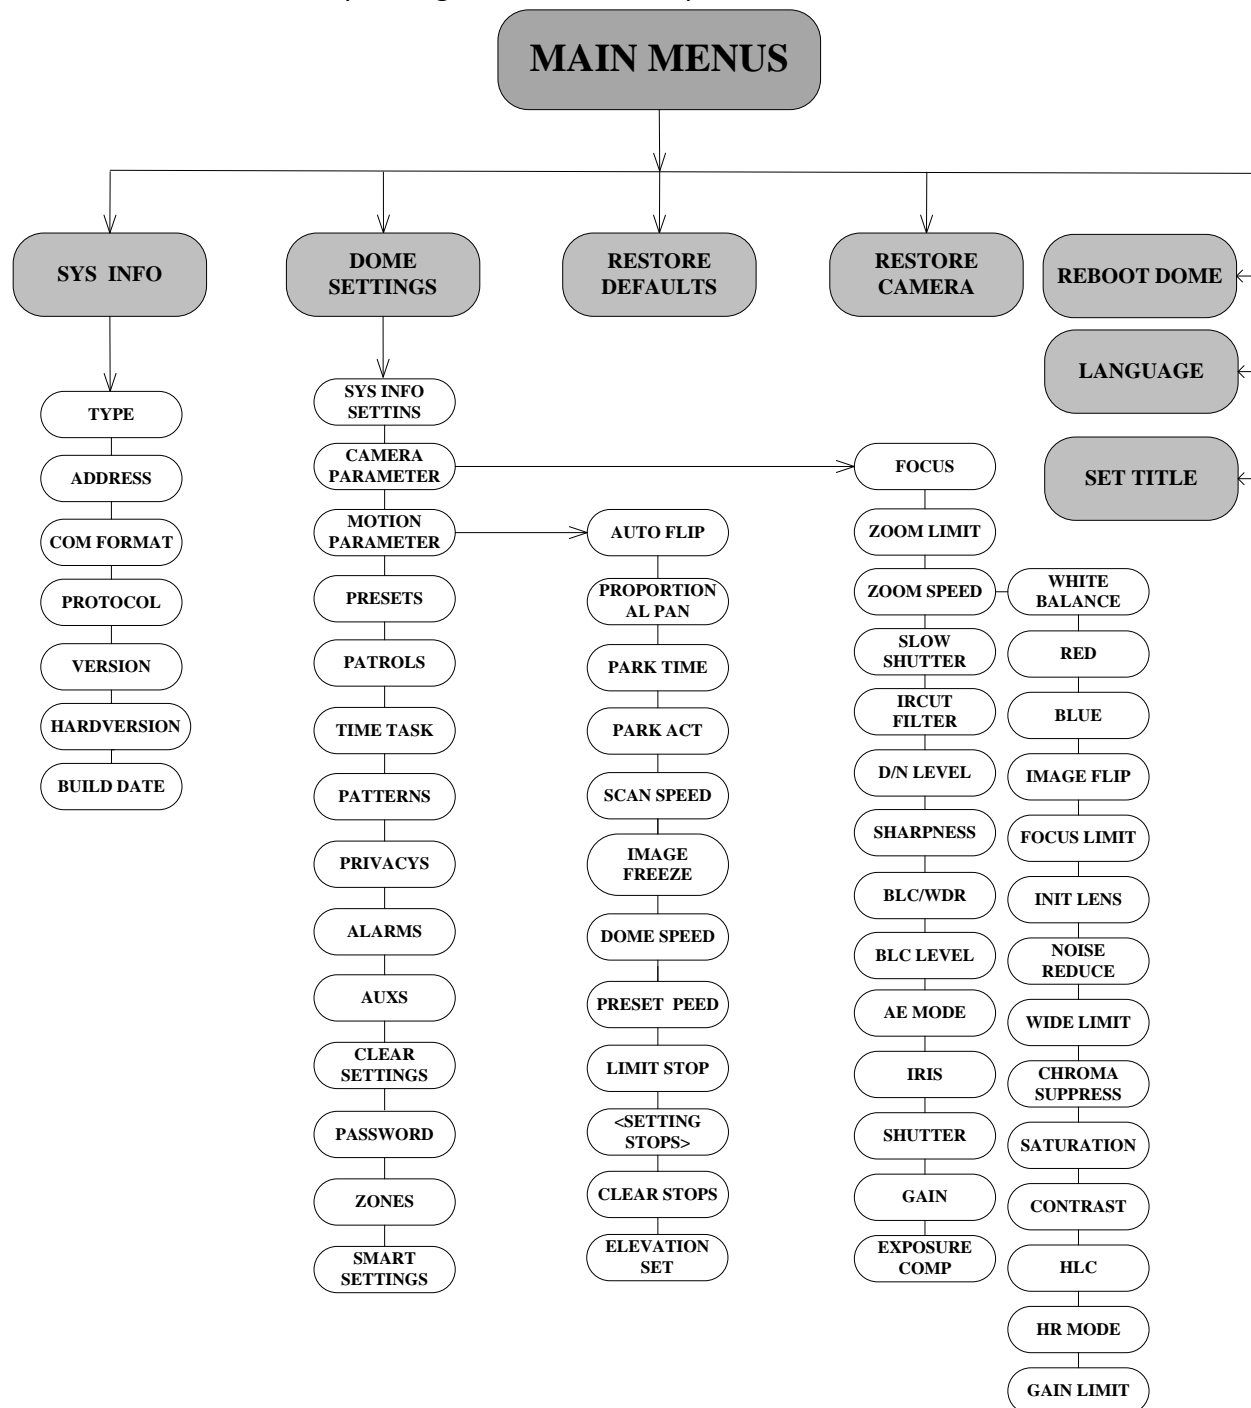 MAIN MENUS
SYS INFO
DOME
SETTINGS
RESTORE
DEFAULTS
RESTORE
CAMERA
REBOOT DOME
LANGUAGE
SET TITLE
TYPE
ADDRESS
COM FORMAT
PROTOCOL
VERSION
HARDVERSION
BUILD DATE
SYS INFO
SETTINS
CAMERA
PARAMETER
MOTION
PARAMETER
PRESETS
PATROLS
TIME TASK
PATTERNS
PRIVACYS
ALARMS
AUXS
CLEAR
SETTINGS
PASSWORD
ZONES
SMART
SETTINGS
AUTO FLIP
PROPORTION
AL PAN
PARK TIME
PARK ACT
SCAN SPEED
IMAGE
FREEZE
DOME SPEED
PRESET PEED
LIMIT STOP
<SETTING
STOPS>
CLEAR STOPS
ELEVATION
SET
FOCUS
ZOOM LIMIT
ZOOM SPEED
SLOW
SHUTTER
IRCUT
FILTER
D/N LEVEL
SHARPNESS
BLC/WDR
BLC LEVEL
AE MODE
IRIS
SHUTTER
GAIN
EXPOSURE
COMP
WHITE
BALANCE
RED
BLUE
IMAGE FLIP
FOCUS LIMIT
INIT LENS
NOISE
REDUCE
WIDE LIMIT
CHROMA
SUPPRESS
SATURATION
CONTRAST
HLC
HR MODE
GAIN LIMIT